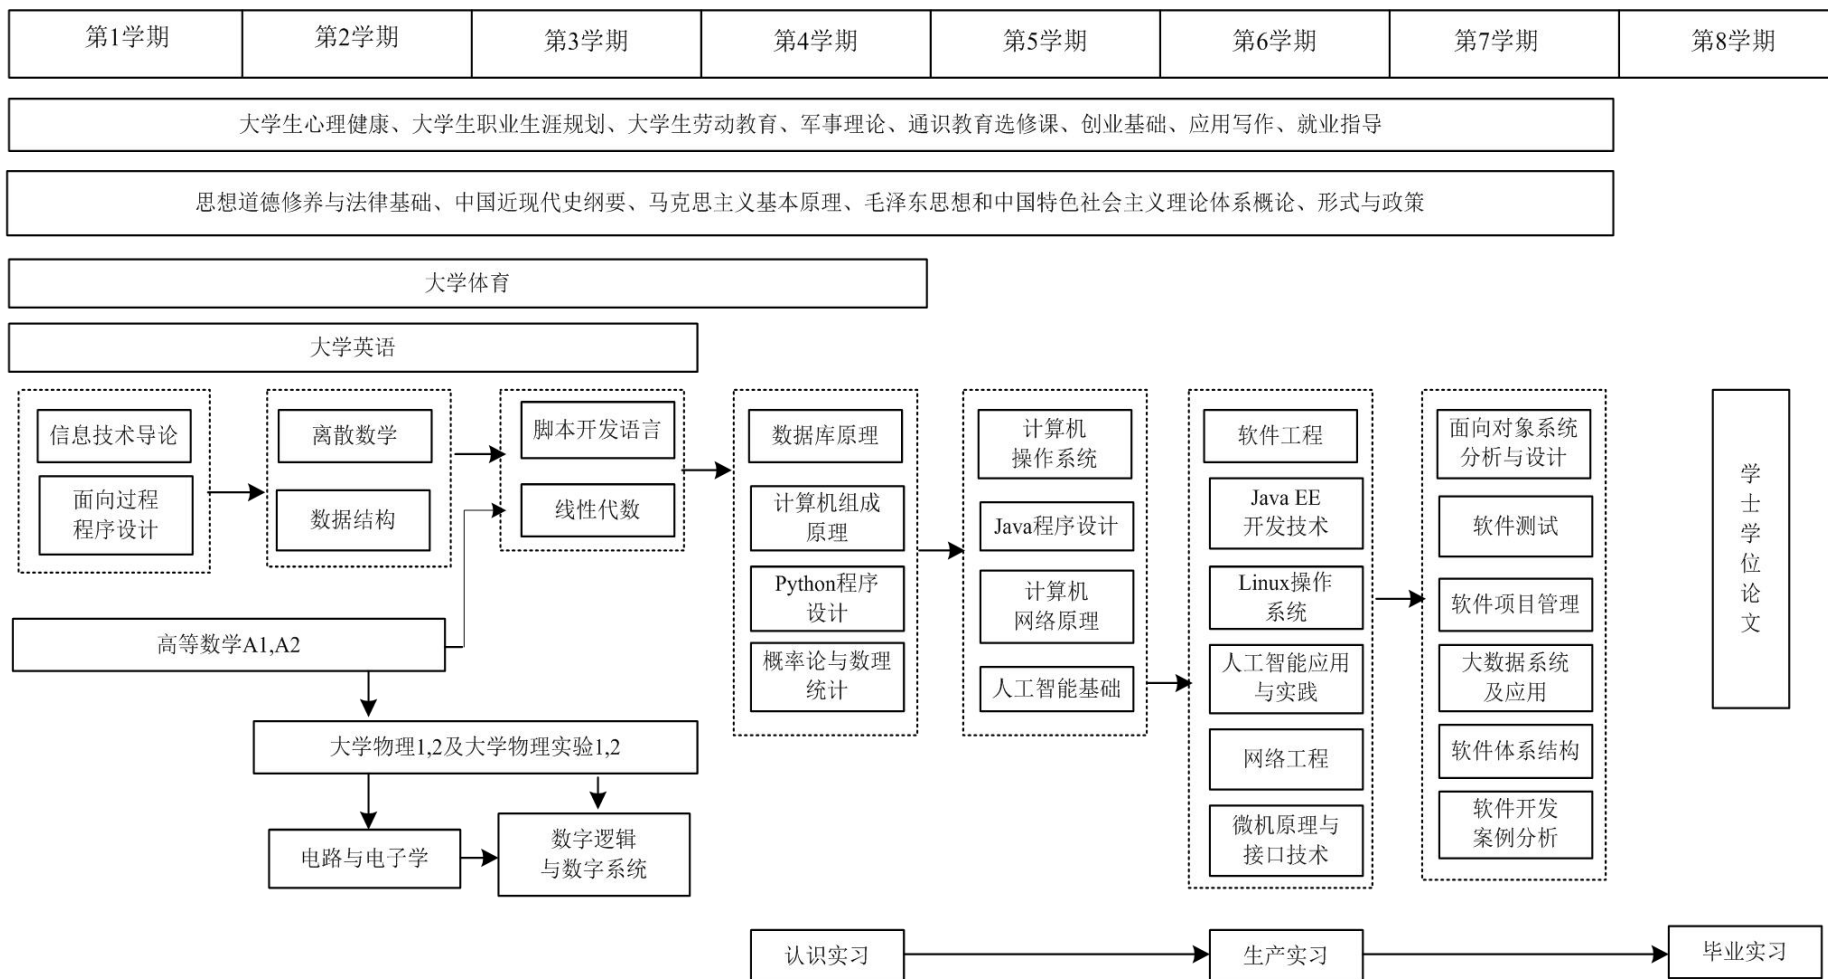 第1学期
第2学期
第3学期
第4学期
第5学期
第6学期
第7学期
第8学期
大学生心理健康、大学生职业生涯规划、大学生劳动教育、军事理论、通识教育选修课、创业基础、应用写作、就业指导
思想道德修养与法律基础、中国近现代史纲要、马克思主义基本原理、毛泽东思想和中国特色社会主义理论体系概论、形式与政策
大学体育
大学英语
信息技术导论
面向过程
程序设计
离散数学
数据结构
脚本开发语言
线性代数
数据库原理
计算机组成
原理
Python程序
设计
概率论与数理
统计
计算机
操作系统
Java程序设计
计算机
网络原理
人工智能基础
软件工程
Java EE
开发技术
Linux操作
系统
人工智能应用
与实践
网络工程
微机原理与
接口技术
面向对象系统
分析与设计
软件测试
软件项目管理
大数据系统
及应用
软件体系结构
软件开发
案例分析
学
士
学
位
论
文
高等数学A1,A2
大学物理1,2及大学物理实验1,2
电路与电子学
数字逻辑
与数字系统
认识实习
生产实习
毕业实习